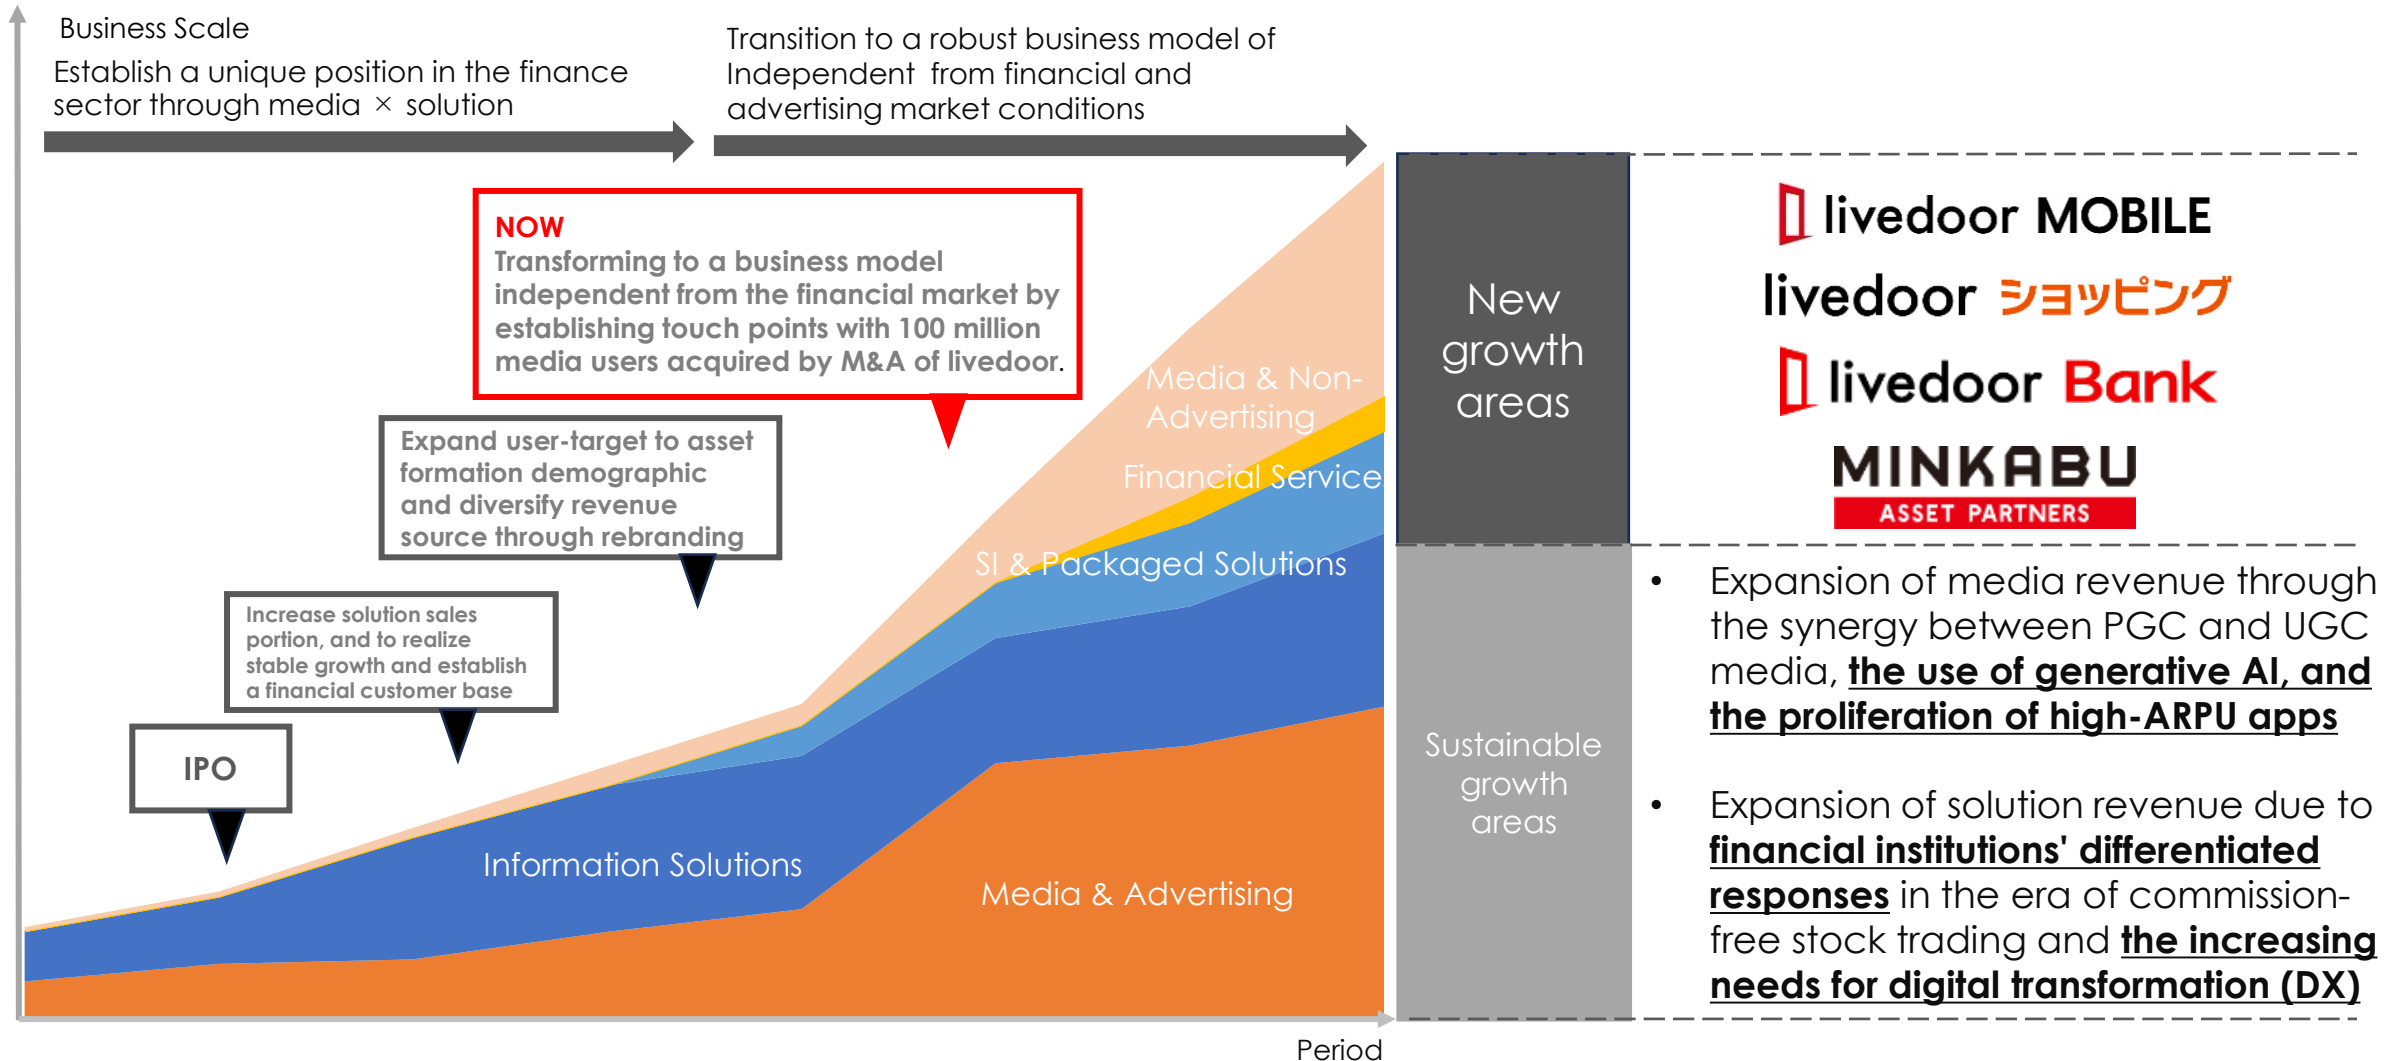 Business Scale
Establish a unique position in the finance
sector through media × solution
Transition to a robust business model of
Independent from financial and
advertising market conditions
NOW
Transforming to a business model
independent from the financial market by
establishing touch points with 100 million
media users acquired by M&A of livedoor.
Expand user-target to asset
formation demographic
and diversify revenue
source through rebranding
Increase solution sales
portion, and to realize
stable growth and establish
a financial customer base
IPO
Media & Non-
Advertising
Financial Service
SI & Packaged Solutions
Information Solutions
Media & Advertising
Period
New
growth
areas
Sustainable
growth
areas
livedoor MOBILE
livedoor ショッピング
livedoor Bank
MINKABU
ASSET PARTNERS
• Expansion of media revenue through
the synergy between PGC and UGC
media, the use of generative AI, and
the proliferation of high-ARPU apps
• Expansion of solution revenue due to
financial institutions' differentiated
responses in the era of commission-
free stock trading and the increasing
needs for digital transformation (DX)